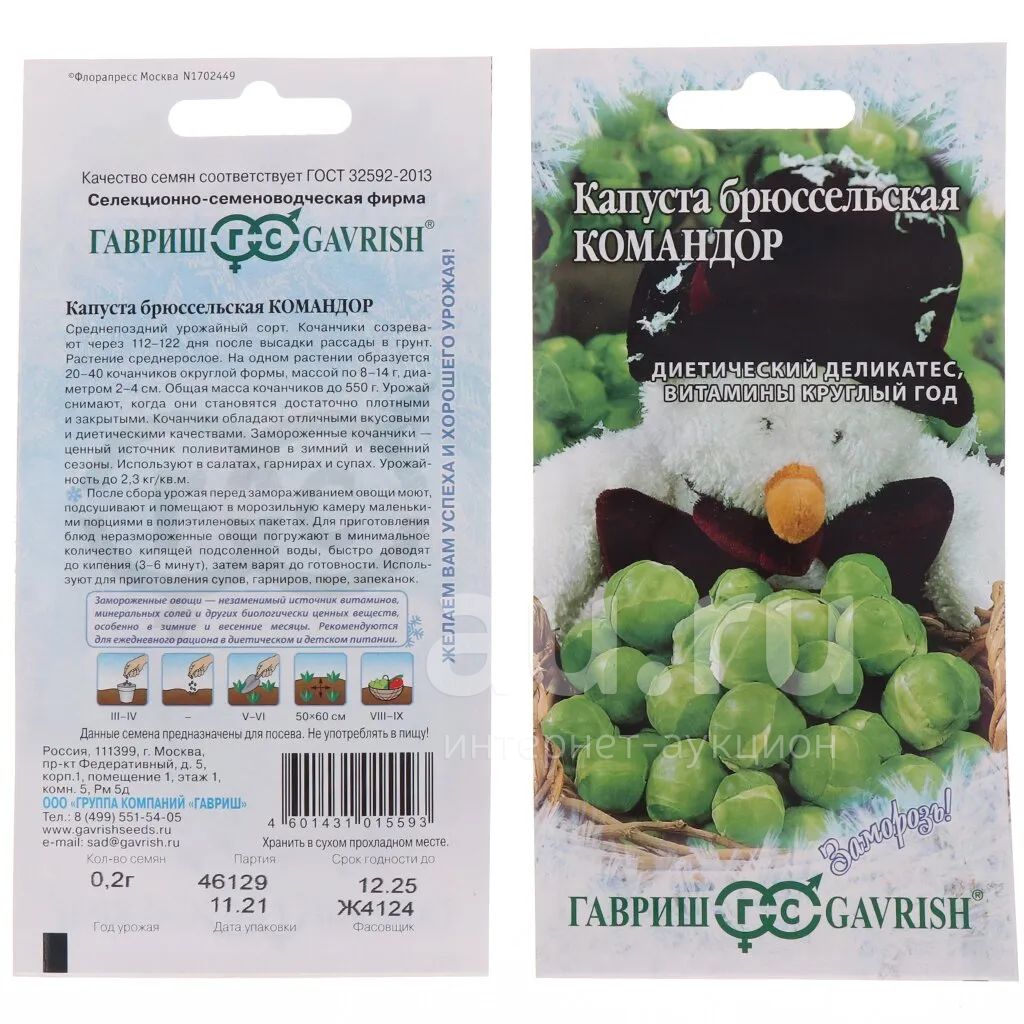 ©Флорапресс Москва N1702449
Качество семян соответствует ГОСТ 32592-2013
Селекционно-семеноводческая фирма
ГАВРИШ ГС GAVRISH®
Капуста брюссельская КОМАНДОР
Среднепоздний урожайный сорт. Кочанчики созрева-
ют через 112–122 дня после высадки рассады в грунт.
Растение среднерослое. На одном растении образуется
20–40 кочанчиков округлой формы, массой по 8–14 г, диа-
метром 2–4 см. Общая масса кочанчиков до 550 г. Урожай
снимают, когда они становятся достаточно плотными
и закрытыми. Кочанчики обладают отличными вкусовыми
и диетическими качествами. Замороженные кочанчики —
ценный источник поливитаминов в зимний и весенний
сезоны. Используют в салатах, гарнирах и супах. Урожай-
ность до 2,3 кг/кв.м.
После сбора урожая перед замораживанием овощи моют,
подсушивают и помещают в морозильную камеру маленьки-
ми порциями в полиэтиленовых пакетах. Для приготовления
блюд неразмороженные овощи погружают в минимальное
количество кипящей подсоленной воды, быстро доводят
до кипения (3–6 минут), затем варят до готовности. Исполь-
зуют для приготовления супов, гарниров, пюре, запеканок.
Замороженные овощи — незаменимый источник витаминов,
минеральных солей и других биологически ценных веществ,
особенно в зимние и весенние месяцы. Рекомендуются
для ежедневного рациона в диетическом и детском питании.
ЖЕЛАЕМ ВАМ УСПЕХА И ХОРОШЕГО УРОЖАЯ!
III–IV – V–VI 50×60 см VIII–IX
Данные семена предназначены для посева. Не употреблять в пищу!
Россия, 111399, г. Москва,
пр-кт Федеративный, д. 5,
корп.1, помещение 1, этаж 1,
комн. 5, Рм 5д
ООО "ГРУППА КОМПАНИЙ "ГАВРИШ"
Тел.: 8 (499) 551-54-05
www.gavrishseeds.ru
e-mail: sad@gavrish.ru
4 601431 015593
Хранить в сухом прохладном месте.
Кол-во семян Партия Срок годности до
0,2г 46129 12.25
11.21 Ж4124
Год урожая Дата упаковки Фасовщик
Капуста брюссельская
КОМАНДОР
ДИЕТИЧЕСКИЙ ДЕЛИКАТЕС,
ВИТАМИНЫ КРУГЛЫЙ ГОД
Заморозь!
ГАВРИШ ГС GAVRISH®
au.ru
интернет-аукцион